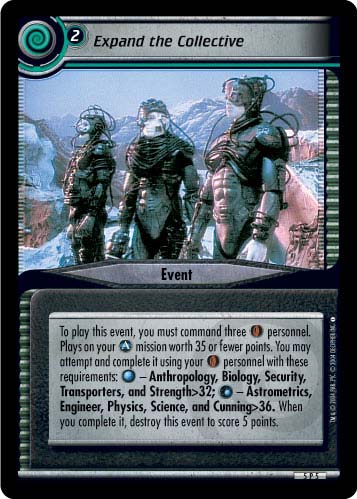 2 Expand the Collective
Event
To play this event, you must command three personnel.
Plays on your mission worth 35 or fewer points. You may
attempt and complete it using your personnel with these
requirements: – Anthropology, Biology, Security,
Transporters, and Strength>32; – Astrometrics,
Engineer, Physics, Science, and Cunning>36. When
you complete it, destroy this event to score 5 points.
5 P 5